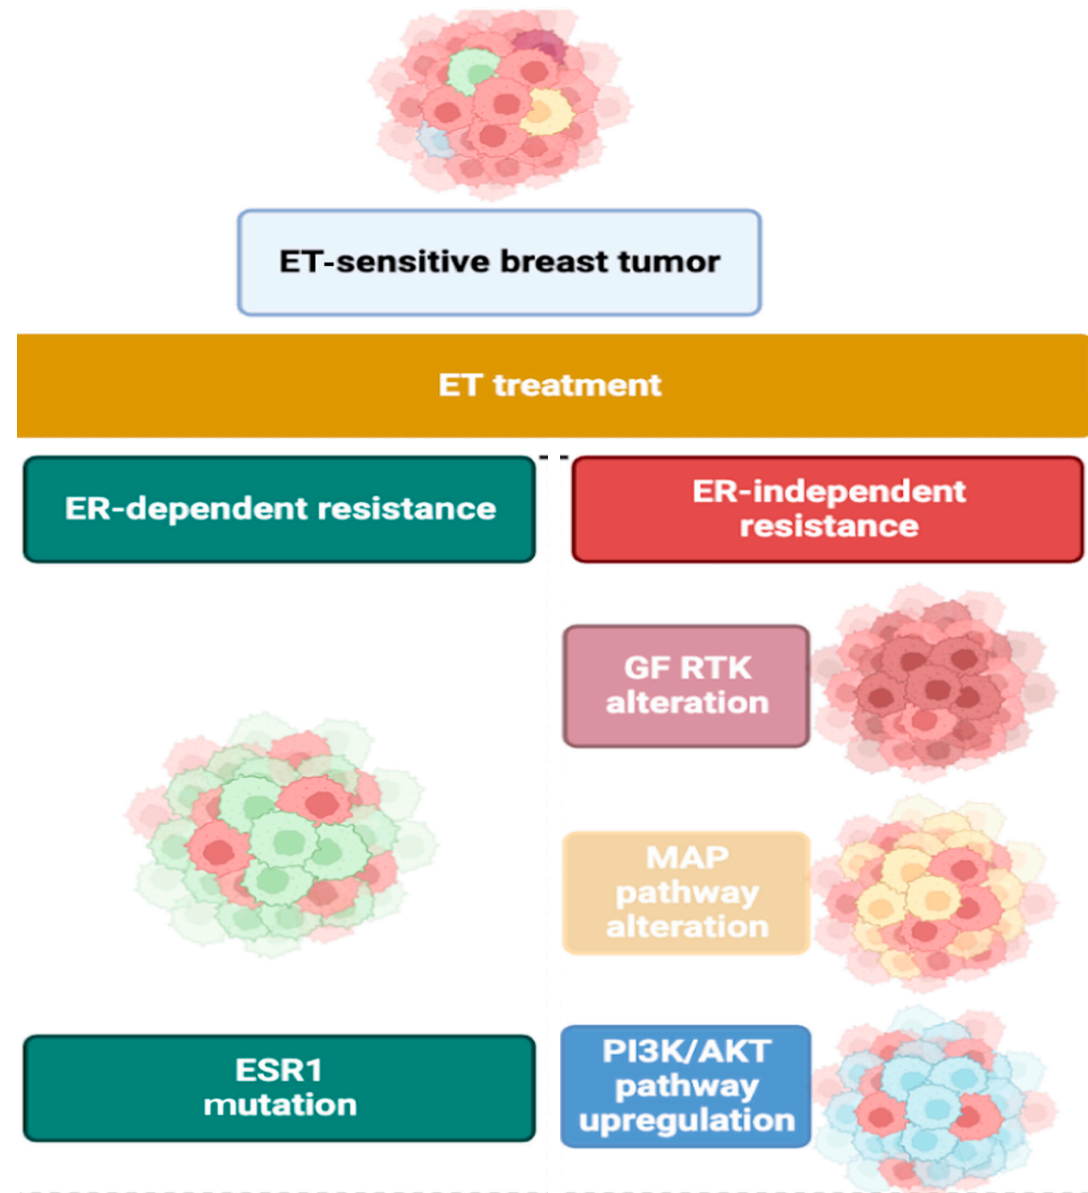 ET-sensitive breast tumor
ET treatment
ER-dependent resistance
ER-independent
resistance
GF RTK
alteration
MAP
pathway
alteration
ESR1
mutation
PI3K/AKT
pathway
upregulation